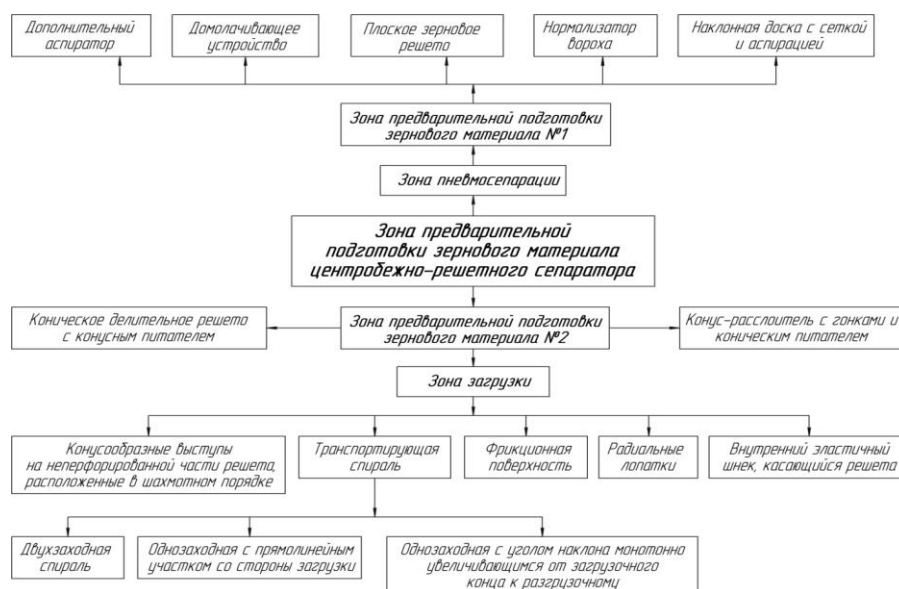 Дополнительный
аспиратор
Домолачивающее
устройство
Плоское зерновое
решето
Нормализатор
вороха
Наклонная доска с сеткой
и аспирацией
Зона предварительной подготовки
зернового материала №1
Зона пневмосепарации
Зона предварительной
подготовки зернового материала
центробежно-решетного сепаратора
Коническое делительное решето
с конусным питателем
Зона предварительной подготовки
зернового материала №2
Конус-расслоитель с гонками и
коническим питателем
Зона загрузки
Конусообразные выступы
на неперфорированной части решета,
расположенные в шахмотном порядке
Транспортирующая
спираль
Фрикционная
поверхность
Радиальные
лопатки
Внутренний эластичный
шнек, касающийся решета
Двухзаходная
спираль
Однозаходная с прямолинейным
участком со стороны загрузки
Однозаходная с уголом наклона монотонно
увеличивающимся от загрузочного
конца к разгрузочному